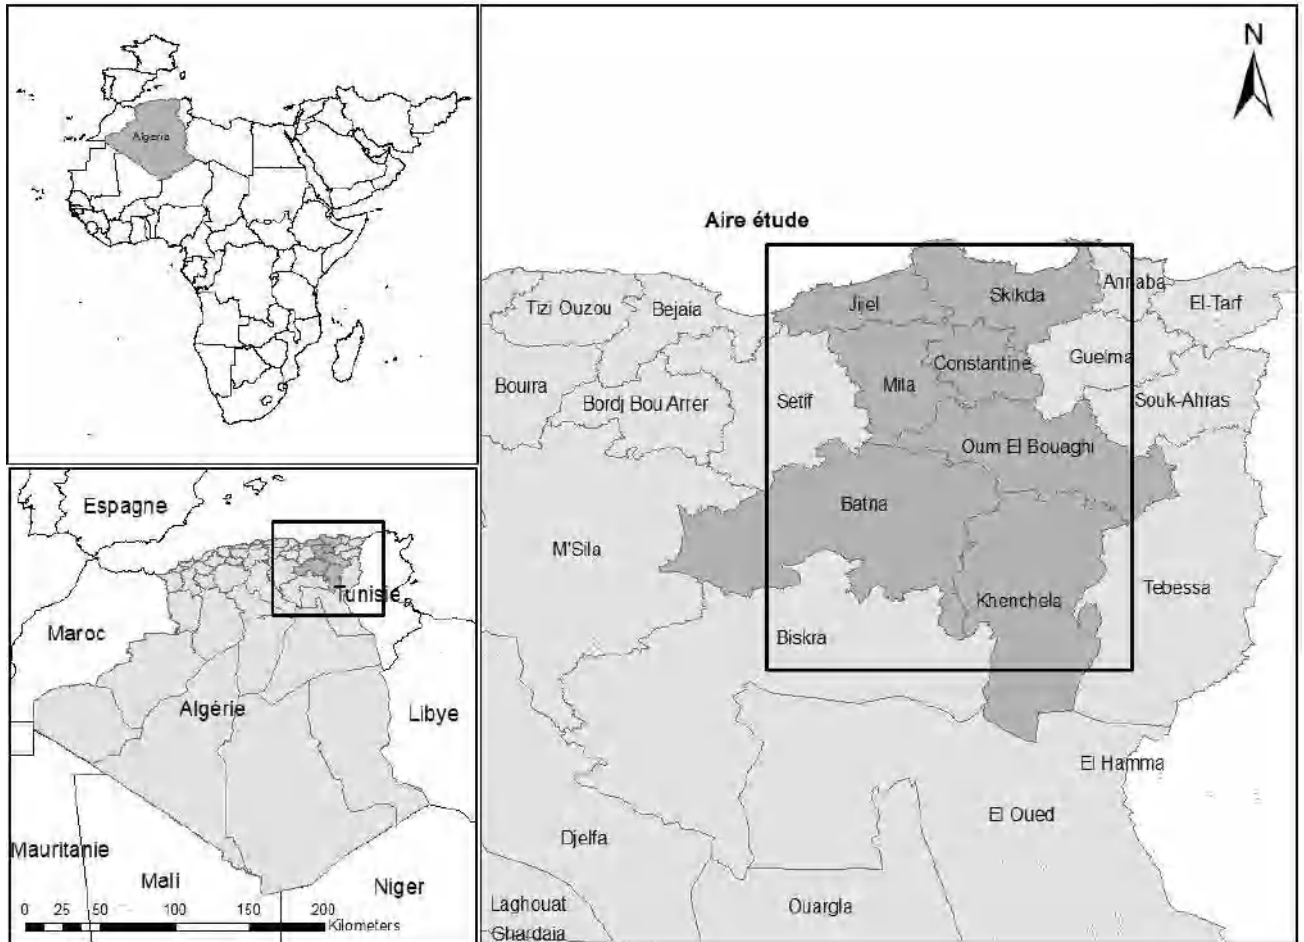 Algeria
Espagne
Tunisie
Maroc
Algérie
Libye
Mauritanie
Mali
Niger
0 25 50 100 150 200
Kilometers
N
Aire étude
Tizi Ouzou
Bejaia
Jijel
Skikda
Annaba
El-Tarf
Bouira
Bordj Bou Arrer
Setif
Mila
Constantine
Guelma
Souk-Ahras
Oum El Bouaghi
Batna
M'Sila
Khenchela
Tebessa
Biskra
El Hamma
El Oued
Djelfa
Laghouat
Ghardaia
Ouargla